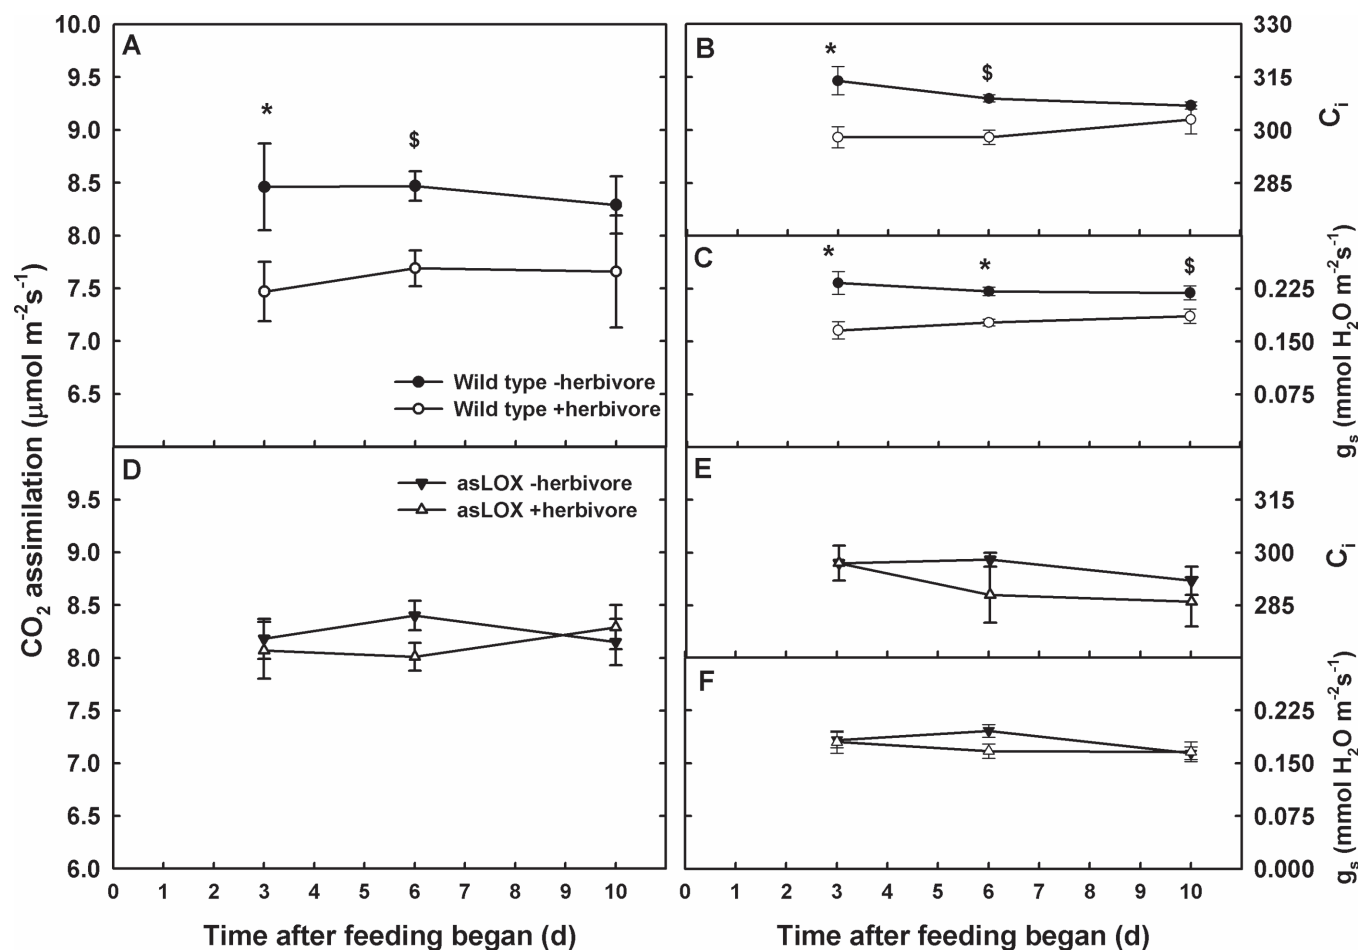 A
10.0
9.5
9.0
8.5
8.0
7.5
7.0
6.5
*
$
Wild type -herbivore
Wild type +herbivore
B
*
$
330
315
300
285
C_i
C
*
*
$
0.225
0.150
0.075
g_s (mmol H₂O m⁻²s⁻¹)
CO₂ assimilation (μmol m⁻²s⁻¹)
D
9.5
9.0
8.5
8.0
7.5
7.0
6.5
6.0
asLOX -herbivore
asLOX +herbivore
0 1 2 3 4 5 6 7 8 9 10
Time after feeding began (d)
E
315
300
285
C_i
F
0.225
0.150
0.075
0.000
g_s (mmol H₂O m⁻²s⁻¹)
0 1 2 3 4 5 6 7 8 9 10
Time after feeding began (d)